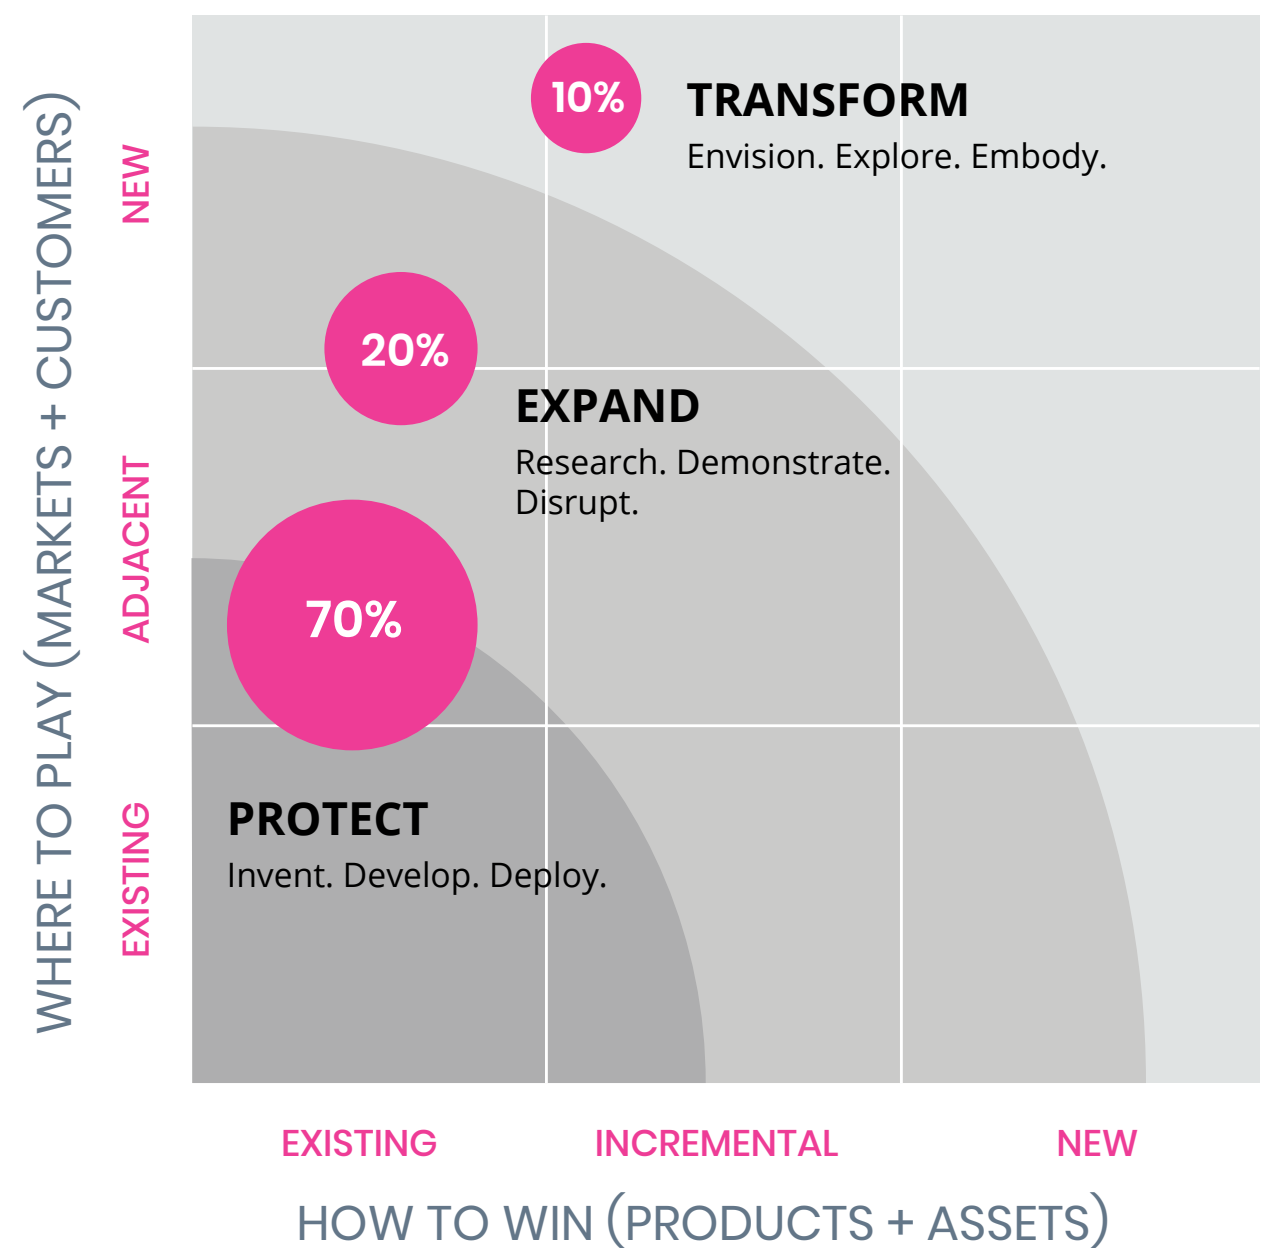 WHERE TO PLAY (MARKETS + CUSTOMERS)
NEW
ADJACENT
EXISTING
10%
TRANSFORM
Envision. Explore. Embody.
20%
EXPAND
Research. Demonstrate.
Disrupt.
70%
PROTECT
Invent. Develop. Deploy.
EXISTING
INCREMENTAL
NEW
HOW TO WIN (PRODUCTS + ASSETS)